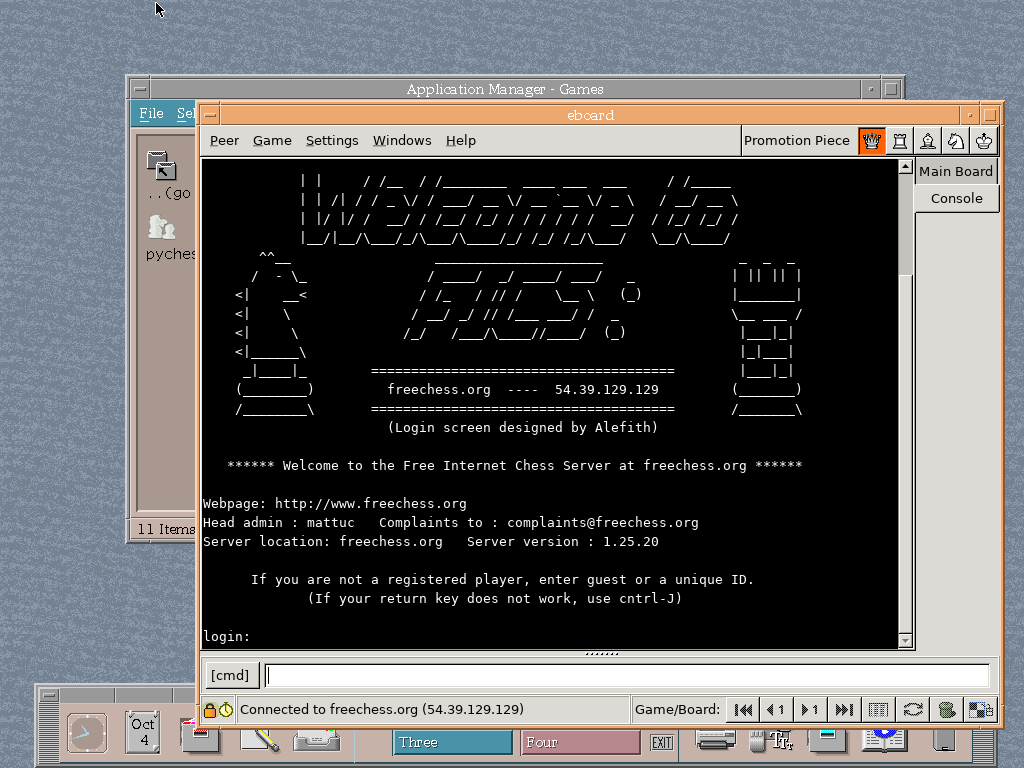 Application Manager - Games
File Sel
eboard
Peer Game Settings Windows Help Promotion Piece
Main Board
Console
..(go
pyches
Welcome to
FICS:
======================================
freechess.org ---- 54.39.129.129
======================================
(Login screen designed by Alefith)
****** Welcome to the Free Internet Chess Server at freechess.org ******
Webpage: http://www.freechess.org
Head admin : mattuc Complaints to : complaints@freechess.org
Server location: freechess.org Server version : 1.25.20
If you are not a registered player, enter guest or a unique ID.
(If your return key does not work, use cntrl-J)
login:
11 Items
[cmd]
Connected to freechess.org (54.39.129.129) Game/Board: 1 1
Oct
4
Three Four EXIT